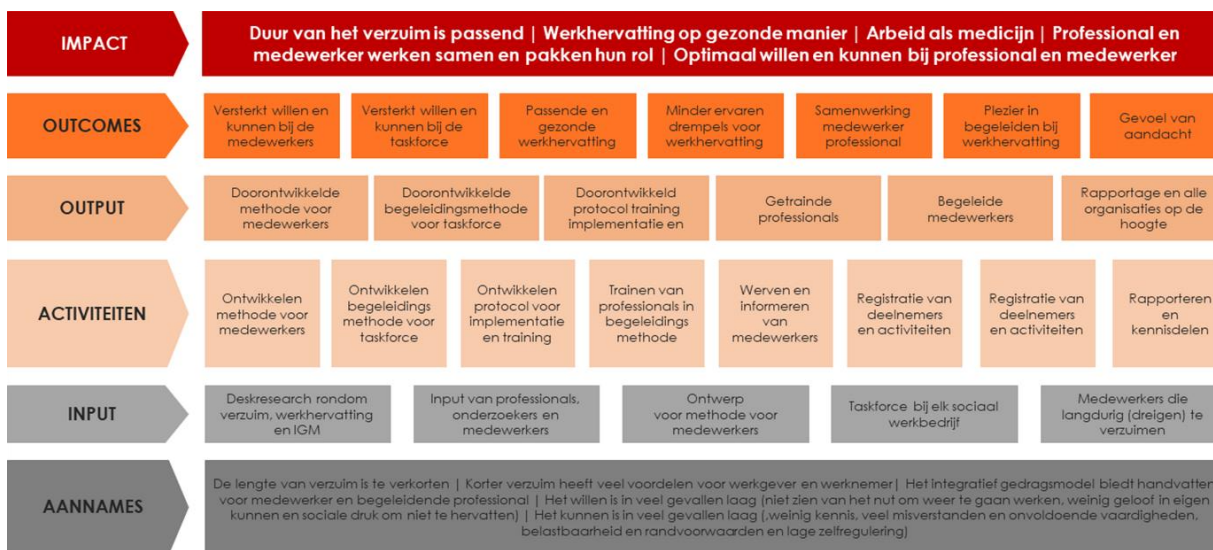 IMPACT
Duur van het verzuim is passend | Werkhervatting op gezonde manier | Arbeid als medicijn | Professional en
medewerker werken samen en pakken hun rol | Optimaal willen en kunnen bij professional en medewerker
OUTCOMES
Versterkt willen en
kunnen bij de
medewerkers
Versterkt willen en
kunnen bij de
taskforce
Passende en
gezonde
werkhervatting
Minder ervaren
drempels voor
werkhervatting
Samenwerking
medewerker
professional
Plezier in
begeleiden bij
werkhervatting
Gevoel van
aandacht
OUTPUT
Doorontwikkelde
methode voor
medewerkers
Doorontwikkelde
begeleidingsmethode
voor taskforce
Doorontwikkeld
protocol training
implementatie en
Getrainde
professionals
Begeleide
medewerkers
Rapportage en alle
organisaties op de
hoogte
ACTIVITEITEN
Ontwikkelen
methode voor
medewerkers
Ontwikkelen
begeleidings
methode voor
taskforce
Ontwikkelen
protocol voor
implementatie
en training
Trainen van
professionals in
begeleidings
methode
Werven en
informeren
van
medewerkers
Registratie van
deelnemers
en activiteiten
Registratie van
deelnemers
en activiteiten
Rapporteren
en
kennisdelen
INPUT
Deskresearch rondom
verzuim, werkhervatting
en IGM
Input van professionals,
onderzoekers en
medewerkers
Ontwerp
voor methode voor
medewerkers
Taskforce bij elk sociaal
werkbedrijf
Medewerkers die
langdurig (dreigen) te
verzuimen
AANNAMES
De lengte van verzuim is te verkorten | Korter verzuim heeft veel voordelen voor werkgever en werknemer| Het integratief gedragsmodel biedt handvatten
voor medewerker en begeleidende professional | Het willen is in veel gevallen laag (niet zien van het nut om weer te gaan werken, weinig geloof in eigen
kunnen en sociale druk om niet te hervatten) | Het kunnen is in veel gevallen laag (,weinig kennis, veel misverstanden en onvoldoende vaardigheden,
belastbaarheid en randvoorwaarden en lage zelfregulering)